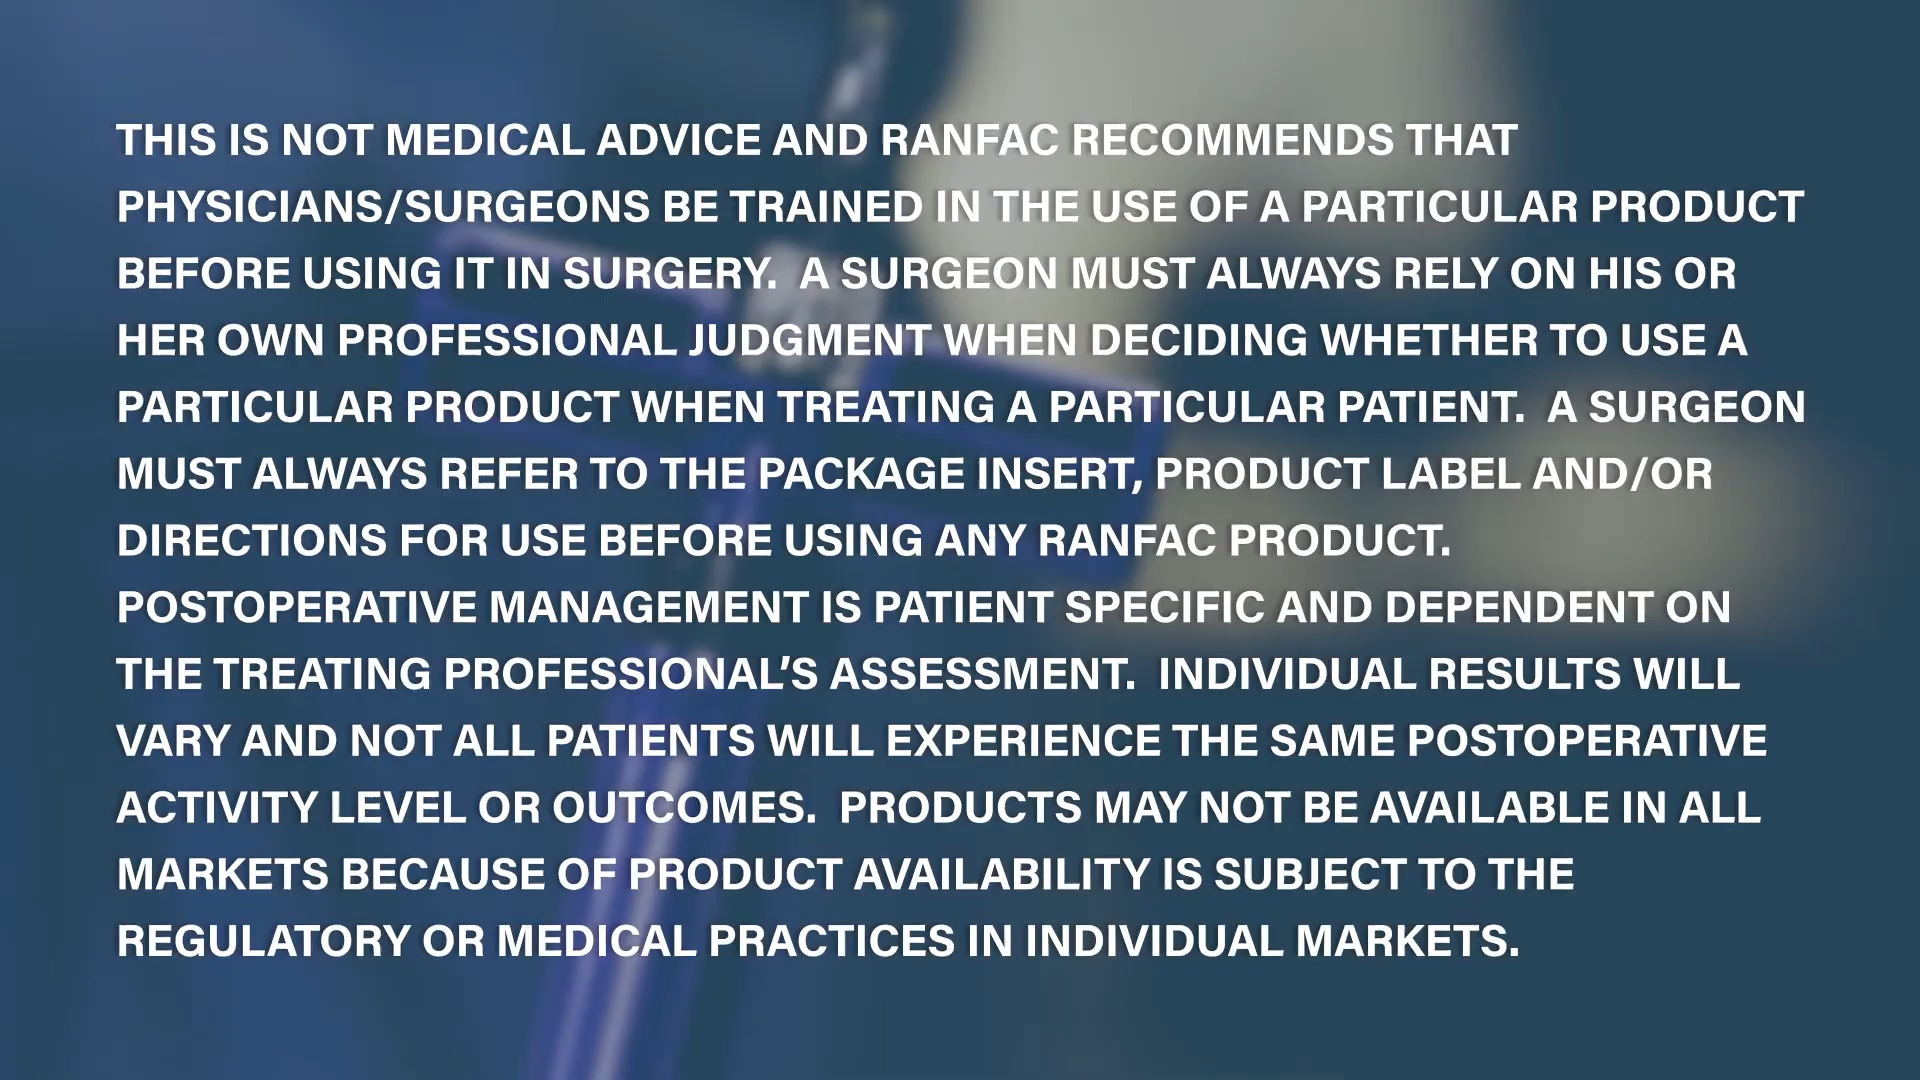 THIS IS NOT MEDICAL ADVICE AND RANFAC RECOMMENDS THAT
PHYSICIANS/SURGEONS BE TRAINED IN THE USE OF A PARTICULAR PRODUCT
BEFORE USING IT IN SURGERY.  A SURGEON MUST ALWAYS RELY ON HIS OR
HER OWN PROFESSIONAL JUDGMENT WHEN DECIDING WHETHER TO USE A
PARTICULAR PRODUCT WHEN TREATING A PARTICULAR PATIENT.  A SURGEON
MUST ALWAYS REFER TO THE PACKAGE INSERT, PRODUCT LABEL AND/OR
DIRECTIONS FOR USE BEFORE USING ANY RANFAC PRODUCT.
POSTOPERATIVE MANAGEMENT IS PATIENT SPECIFIC AND DEPENDENT ON
THE TREATING PROFESSIONAL’S ASSESSMENT.  INDIVIDUAL RESULTS WILL
VARY AND NOT ALL PATIENTS WILL EXPERIENCE THE SAME POSTOPERATIVE
ACTIVITY LEVEL OR OUTCOMES.  PRODUCTS MAY NOT BE AVAILABLE IN ALL
MARKETS BECAUSE OF PRODUCT AVAILABILITY IS SUBJECT TO THE
REGULATORY OR MEDICAL PRACTICES IN INDIVIDUAL MARKETS.